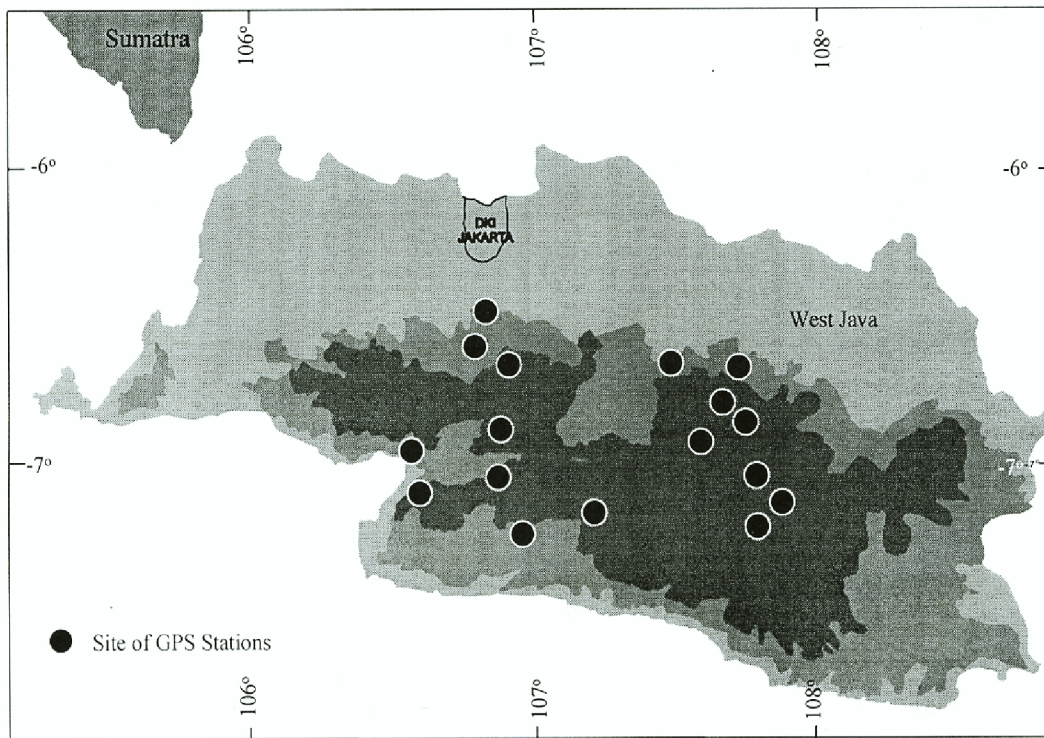 Sumatra
106°
107°
108°
-6°
-6°
DKI
JAKARTA
West Java
-7°
-7°
-7°
Site of GPS Stations
106°
107°
108°